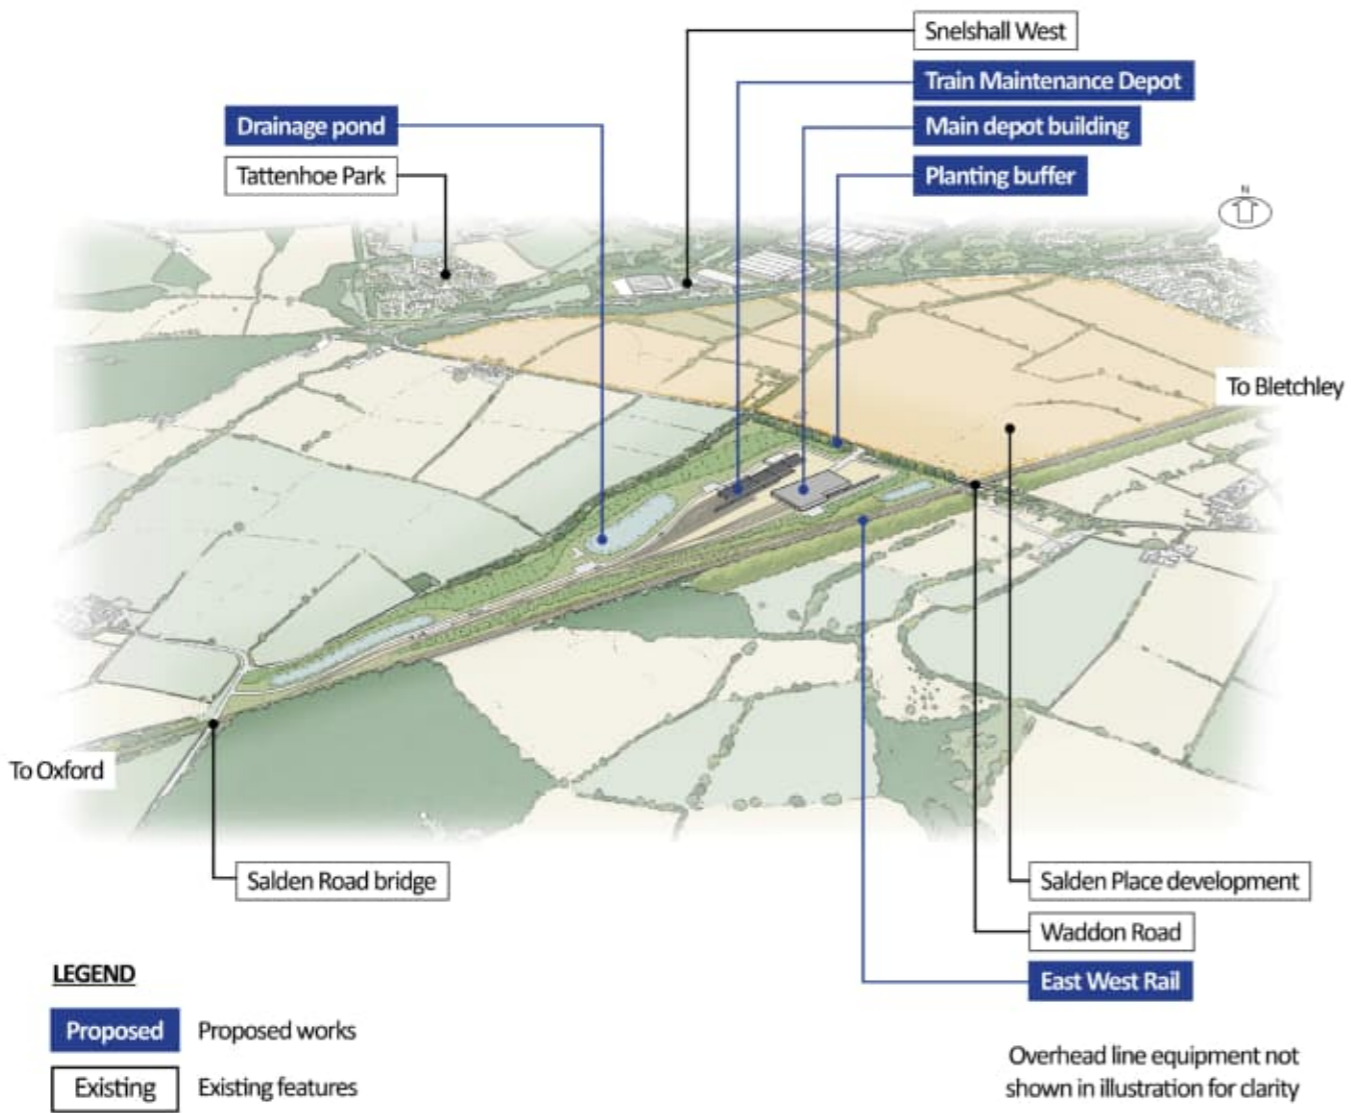 Snelshall West
Train Maintenance Depot
Drainage pond
Main depot building
Tattenhoe Park
Planting buffer
N
To Bletchley
To Oxford
Salden Road bridge
Salden Place development
Waddon Road
East West Rail
LEGEND
Proposed Proposed works
Existing Existing features
Overhead line equipment not
shown in illustration for clarity